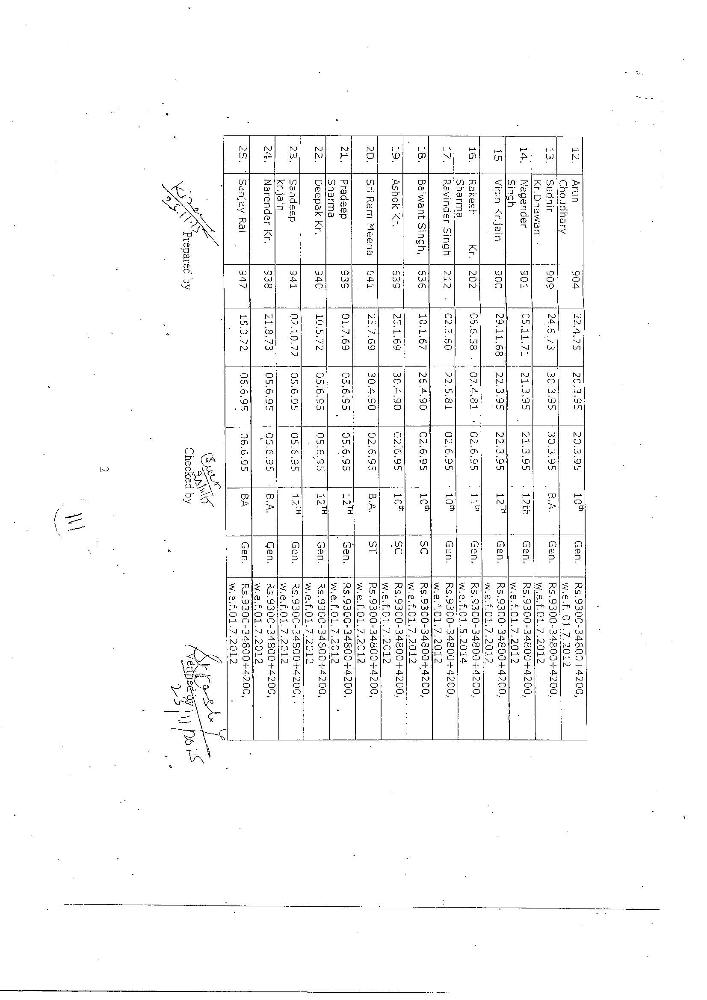 12. Arun 904 22.4.75 20.3.95 20.3.95 10th Gen. Rs.9300-34800+4200,
Choudhary w.e.f. 01.7.2012
13. Sudhir 909 24.6.73 30.3.95 30.3.95 B.A. Gen. Rs.9300-34800+4200,
Kr.Dhawan w.e.f.01.7.2012
14. Nagender 901 05.11.71 21.3.95 21.3.95 12th Gen. Rs.9300-34800+4200,
Singh w.e.f.01.7.2012
15 Vipin Kr.jain 900 29.11.68 22.3.95 22.3.95 12TH Gen. Rs.9300-34800+4200,
w.e.f.01.7.2012
16. Rakesh Kr. 202 06.6.58 07.4.81 02.6.95 11th Gen. Rs.9300-34800+4200,
Sharma w.e.f.01.5.2014
17. Ravinder Singh 212 02.3.60 22.5.81 02.6.95 10th Gen. Rs.9300-34800+4200,
w.e.f.01.7.2012
18. Balwant Singh, 636 10.1.67 26.4.90 02.6.95 10th SC Rs.9300-34800+4200,
w.e.f.01.7.2012
19. Ashok Kr. 639 25.1.69 30.4.90 02.6.95 10th SC Rs.9300-34800+4200,
w.e.f.01.7.2012
20. Sri Ram Meena 641 25.7.69 30.4.90 02.6.95 B.A. ST Rs.9300-34800+4200,
w.e.f.01.7.2012
21. Pradeep 939 01.7.69 05.6.95 05.6.95 12TH Gen. Rs.9300-34800+4200,
Sharma w.e.f.01.7.2012
22. Deepak Kr. 940 10.5.72 05.6.95 05.6.95 12TH Gen. Rs.9300-34800+4200,
w.e.f.01.7.2012
23. Sandeep 941 02.10.72 05.6.95 05.6.95 12TH Gen. Rs.9300-34800+4200,
kr.jain w.e.f.01.7.2012
24. Narender Kr. 938 21.8.73 05.6.95 05.6.95 B.A. Gen. Rs.9300-34800+4200,
w.e.f.01.7.2012
25. Sanjay Rai 947 15.3.72 06.6.95 06.6.95 BA Gen. Rs.9300-34800+4200,
w.e.f.01.7.2012
Kiran
23.11.15 23/11/15
Prepared by Checked by Verified by
23/11/2015
2